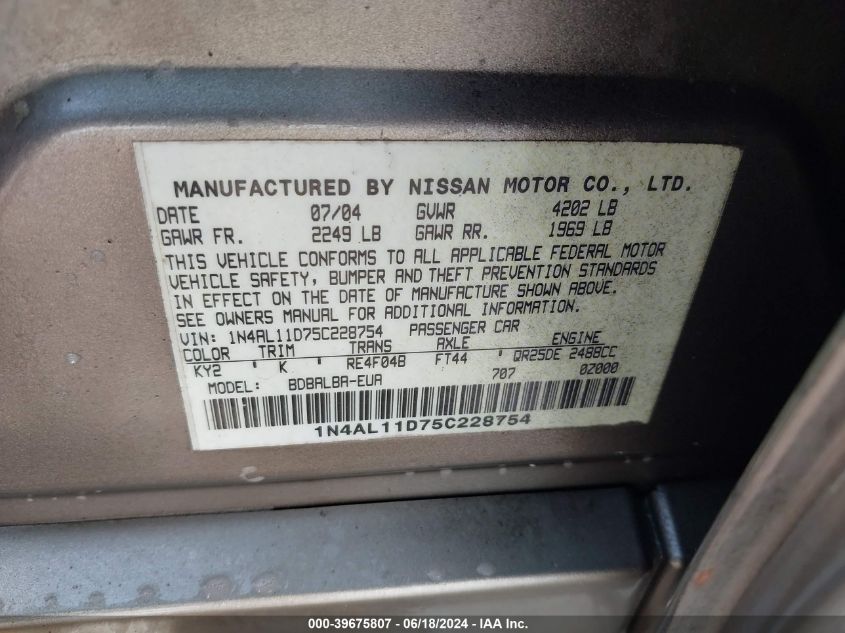 MANUFACTURED BY NISSAN MOTOR CO., LTD.
DATE 07/04 GVWR 4202 LB
GAWR FR. 2249 LB GAWR RR. 1969 LB
THIS VEHICLE CONFORMS TO ALL APPLICABLE FEDERAL MOTOR
VEHICLE SAFETY, BUMPER AND THEFT PREVENTION STANDARDS
IN EFFECT ON THE DATE OF MANUFACTURE SHOWN ABOVE.
SEE OWNERS MANUAL FOR ADDITIONAL INFORMATION.
VIN: 1N4AL11D75C228754 PASSENGER CAR
COLOR TRIM TRANS AXLE ENGINE
KY2 ' K ' RE4F04B FT44 ' QR25DE 2488CC
MODEL: BDBALBA-EUA 707 0Z000
1N4AL11D75C228754
000-39675807 - 06/18/2024 - IAA Inc.